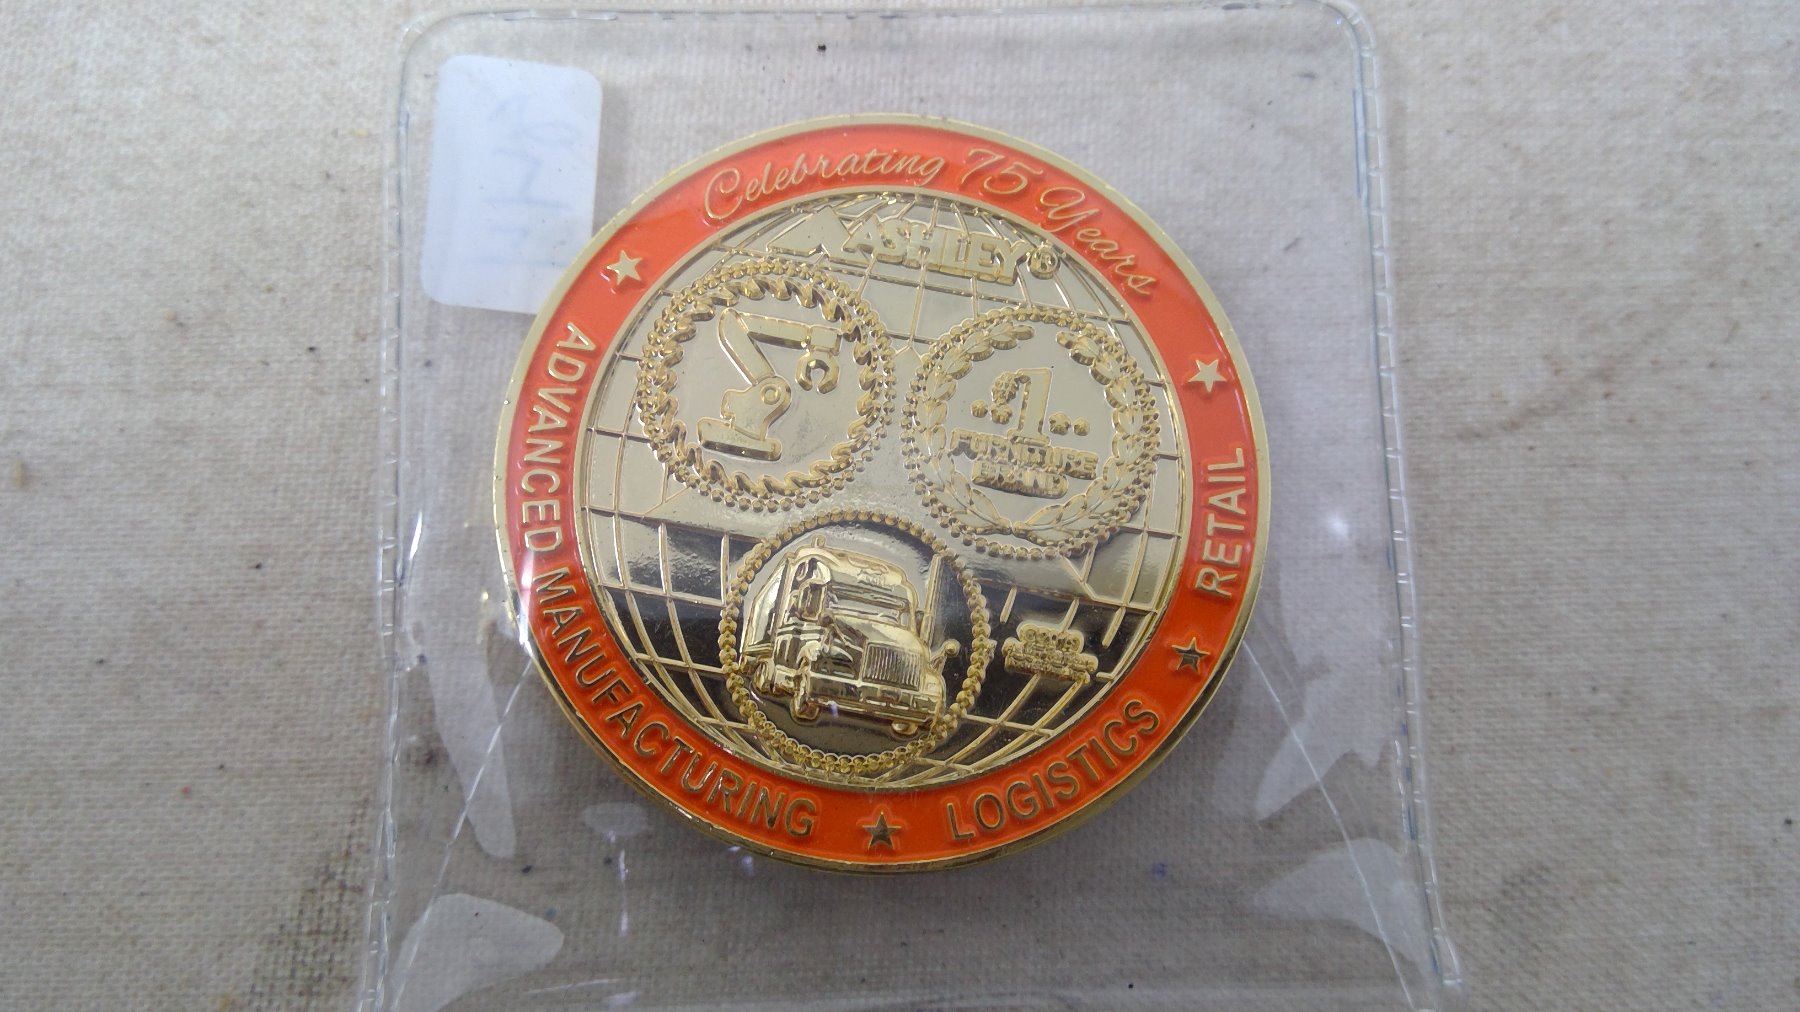 Celebrating 75 Years
ASHLEY®
1
FURNITURE
BRAND
ADVANCED MANUFACTURING
LOGISTICS
RETAIL